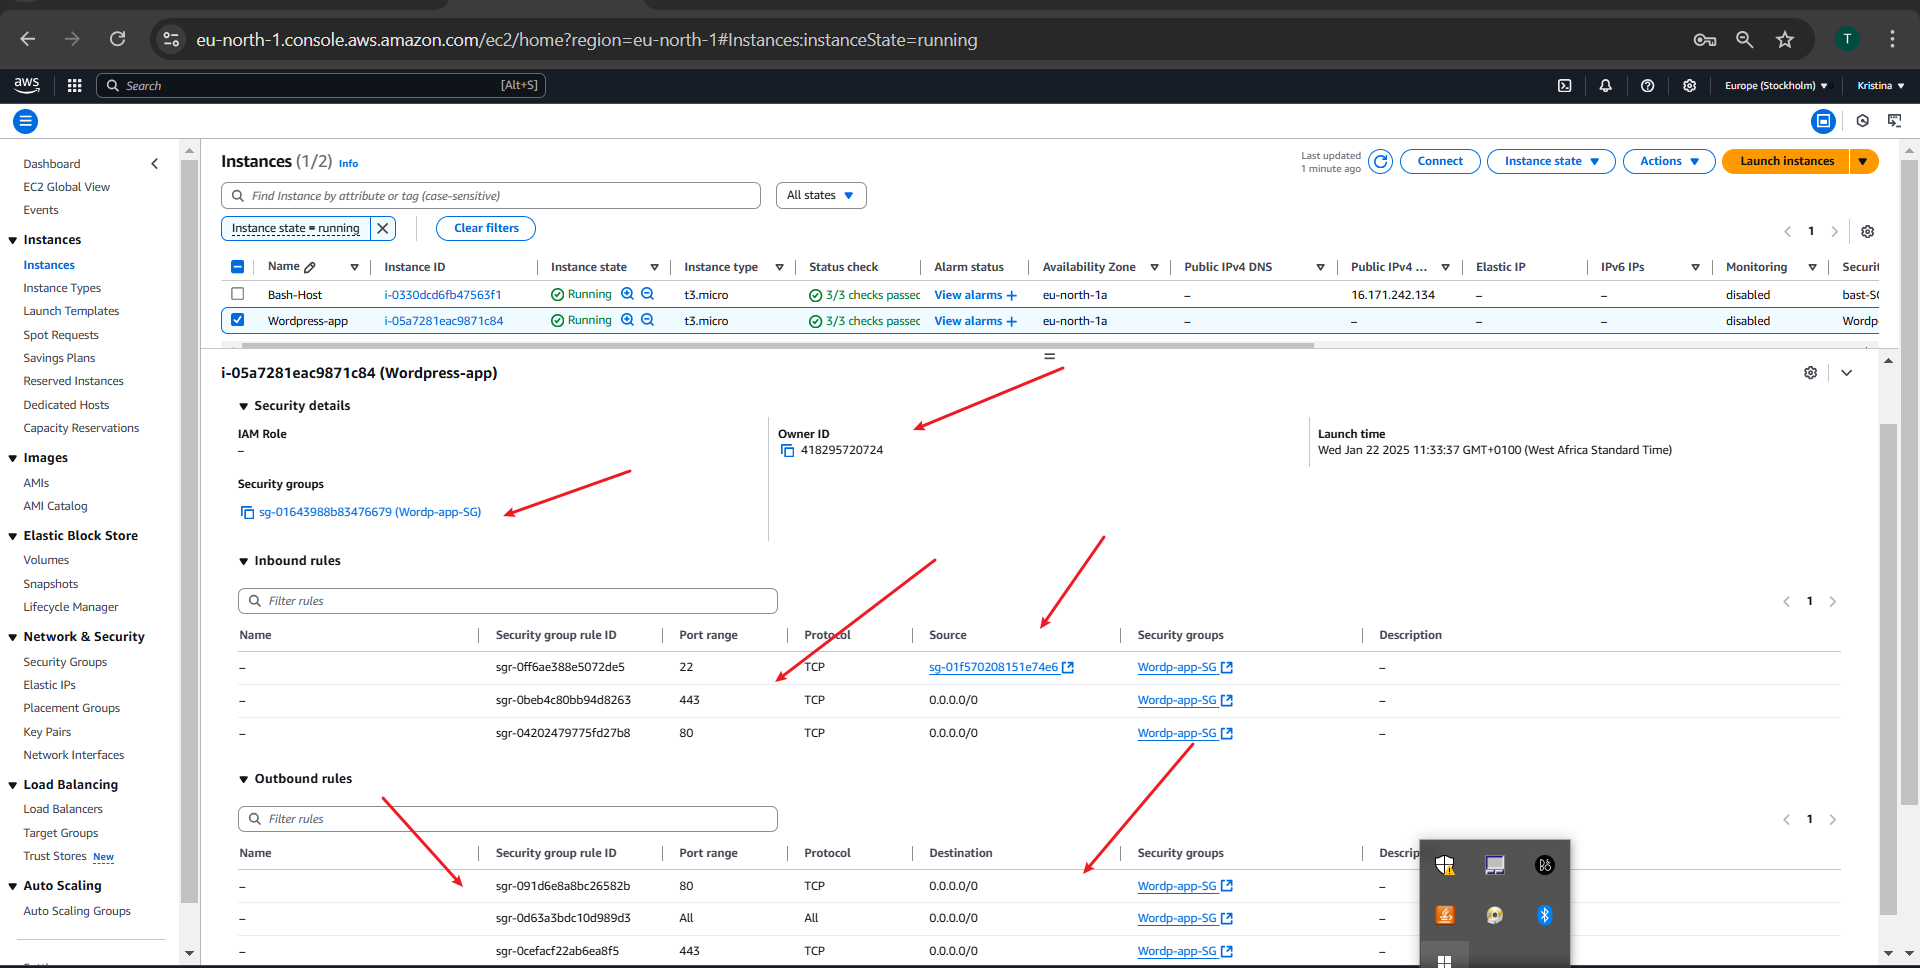 eu-north-1.console.aws.amazon.com/ec2/home?region=eu-north-1#Instances:instanceState=running
T
aws
Search
[Alt+S]
Europe (Stockholm)
Kristina
Dashboard
EC2 Global View
Events
Instances
Instances
Instance Types
Launch Templates
Spot Requests
Savings Plans
Reserved Instances
Dedicated Hosts
Capacity Reservations
Images
AMIs
AMI Catalog
Elastic Block Store
Volumes
Snapshots
Lifecycle Manager
Network & Security
Security Groups
Elastic IPs
Placement Groups
Key Pairs
Network Interfaces
Load Balancing
Load Balancers
Target Groups
Trust Stores New
Auto Scaling
Auto Scaling Groups
Instances (1/2) Info
Last updated
1 minute ago
Connect
Instance state
Actions
Launch instances
Find Instance by attribute or tag (case-sensitive)
All states
Instance state = running
Clear filters
1
Name Instance ID Instance state Instance type Status check Alarm status Availability Zone Public IPv4 DNS Public IPv4 ... Elastic IP IPv6 IPs Monitoring Securit
Bash-Host i-0330dcd6fb47563f1 Running t3.micro 3/3 checks passed View alarms + eu-north-1a – 16.171.242.134 – – disabled bast-SG
Wordpress-app i-05a7281eac9871c84 Running t3.micro 3/3 checks passed View alarms + eu-north-1a – – – – disabled Wordp
i-05a7281eac9871c84 (Wordpress-app)
Security details
IAM Role
–
Owner ID
418295720724
Launch time
Wed Jan 22 2025 11:33:37 GMT+0100 (West Africa Standard Time)
Security groups
sg-01643988b83476679 (Wordp-app-SG)
Inbound rules
Filter rules
1
Name Security group rule ID Port range Protocol Source Security groups Description
– sgr-0ff6ae388e5072de5 22 TCP sg-01f570208151e74e6 Wordp-app-SG –
– sgr-0beb4c80bb94d8263 443 TCP 0.0.0.0/0 Wordp-app-SG –
– sgr-04202479775fd27b8 80 TCP 0.0.0.0/0 Wordp-app-SG –
Outbound rules
Filter rules
1
Name Security group rule ID Port range Protocol Destination Security groups Descrip
– sgr-091d6e8a8bc26582b 80 TCP 0.0.0.0/0 Wordp-app-SG –
– sgr-0d63a3bdc10d989d3 All All 0.0.0.0/0 Wordp-app-SG –
– sgr-0cefacf22ab6ea8f5 443 TCP 0.0.0.0/0 Wordp-app-SG –